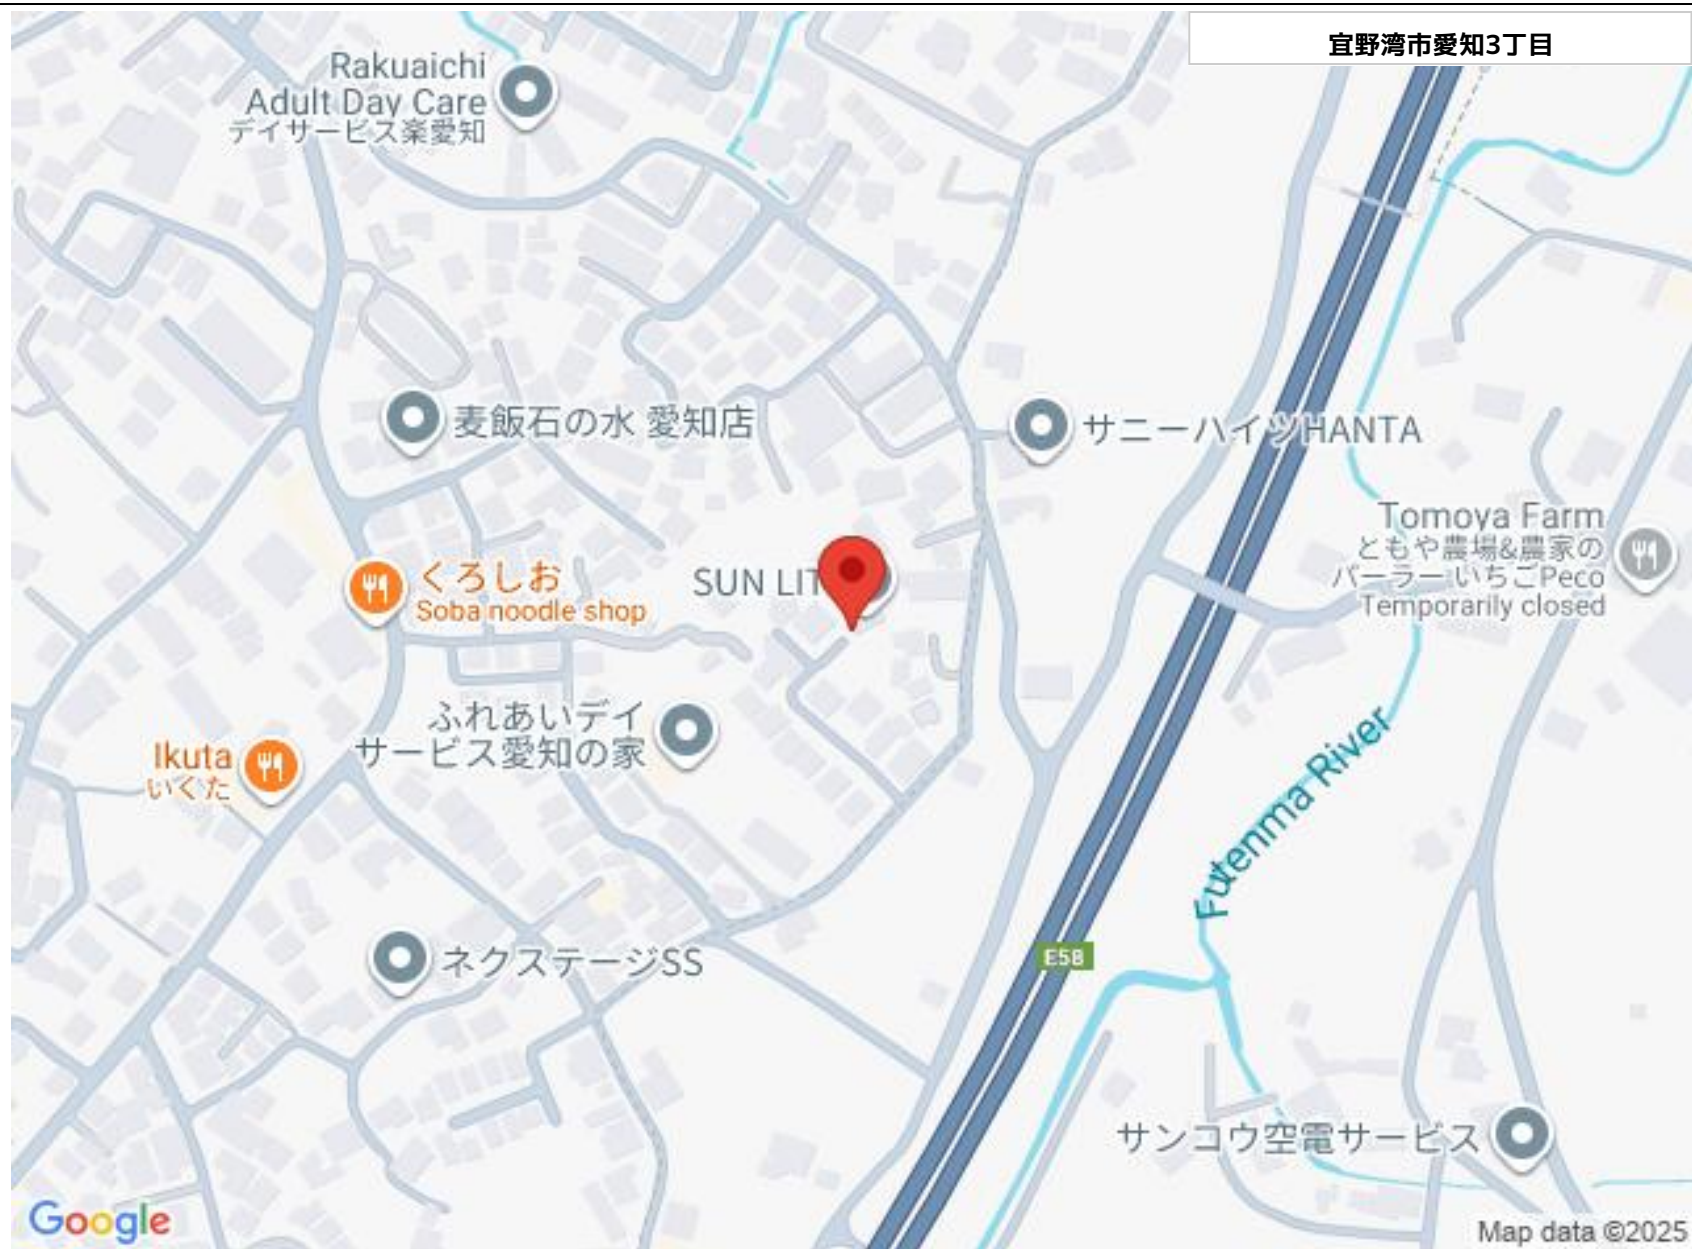 宜野湾市愛知3丁目
Rakuaichi
Adult Day Care
デイサービス楽愛知
麦飯石の水 愛知店
サニーハイツHANTA
Tomoya Farm
ともや農場&農家の
パーラー いちごPeco
Temporarily closed
くろしお
Soba noodle shop
SUN LIT
ふれあいデイ
サービス愛知の家
Ikuta
いくた
Futenma River
ネクステージSS
E58
サンコウ空電サービス
Google
Map data ©2025